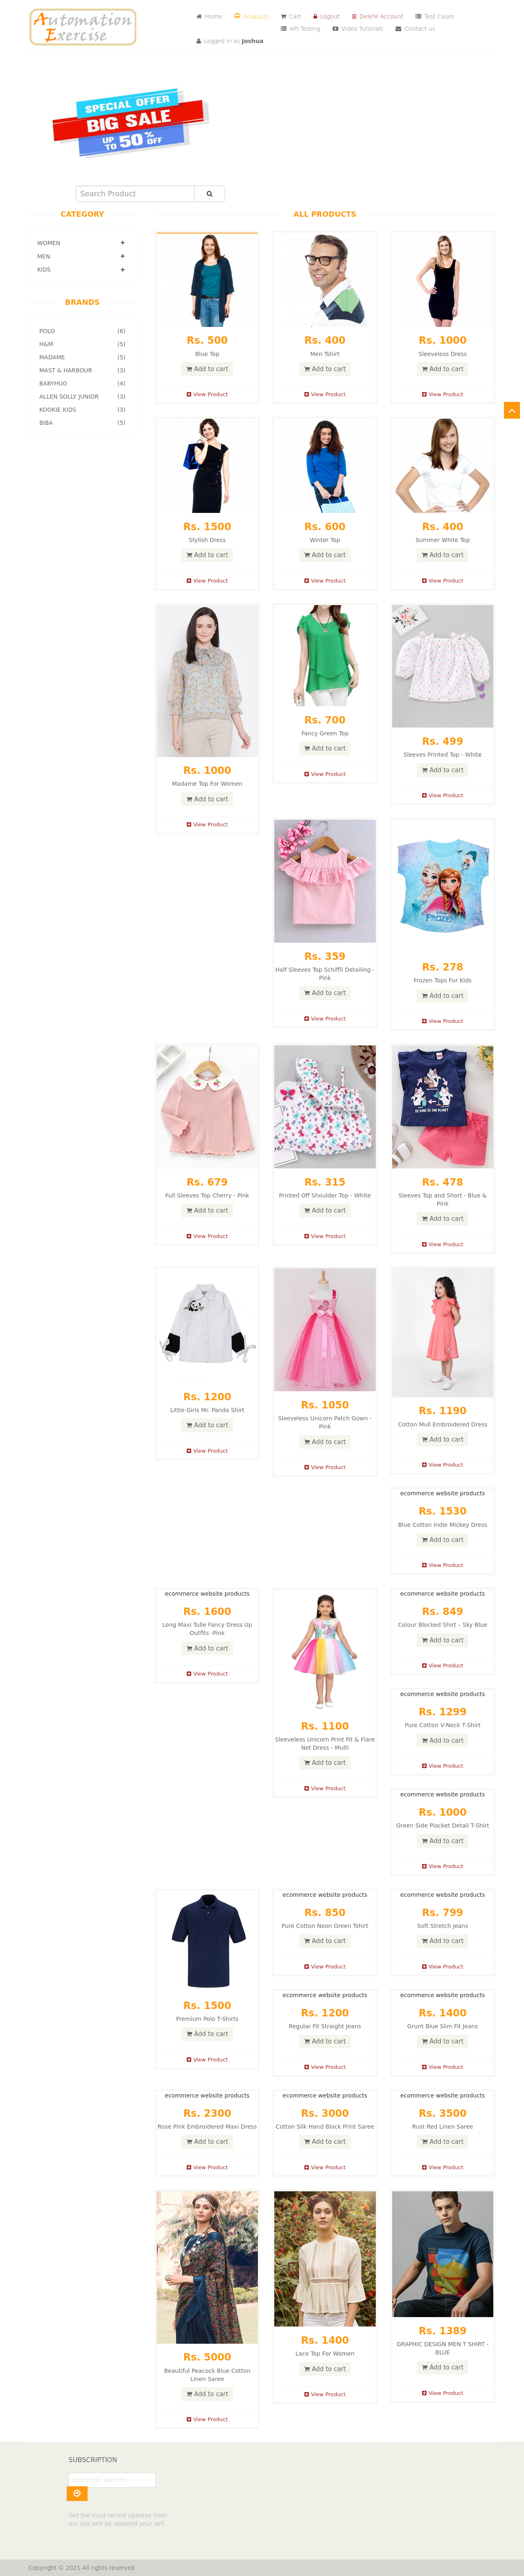 Automation
Exercise
Home
Products
Cart
Logout
Delete Account
Test Cases
API Testing
Video Tutorials
Contact us
Logged in as Joshua
SPECIAL OFFER
BIG SALE
UP TO 50% OFF
Search Product
CATEGORY
WOMEN
MEN
KIDS
BRANDS
POLO (6)
H&M (5)
MADAME (5)
MAST & HARBOUR (3)
BABYHUG (4)
ALLEN SOLLY JUNIOR (3)
KOOKIE KIDS (3)
BIBA (5)
ALL PRODUCTS
Rs. 500
Blue Top
Add to cart
View Product
Rs. 400
Men Tshirt
Add to cart
View Product
Rs. 1000
Sleeveless Dress
Add to cart
View Product
Rs. 1500
Stylish Dress
Add to cart
View Product
Rs. 600
Winter Top
Add to cart
View Product
Rs. 400
Summer White Top
Add to cart
View Product
Rs. 1000
Madame Top For Women
Add to cart
View Product
Rs. 700
Fancy Green Top
Add to cart
View Product
Rs. 499
Sleeves Printed Top - White
Add to cart
View Product
Rs. 359
Half Sleeves Top Schiffli Detailing -
Pink
Add to cart
View Product
FROZEN
Rs. 278
Frozen Tops For Kids
Add to cart
View Product
Rs. 679
Full Sleeves Top Cherry - Pink
Add to cart
View Product
Rs. 315
Printed Off Shoulder Top - White
Add to cart
View Product
Rs. 478
Sleeves Top and Short - Blue &
Pink
Add to cart
View Product
Rs. 1200
Little Girls Mr. Panda Shirt
Add to cart
View Product
Rs. 1050
Sleeveless Unicorn Patch Gown -
Pink
Add to cart
View Product
Rs. 1190
Cotton Mull Embroidered Dress
Add to cart
View Product
ecommerce website products
Rs. 1530
Blue Cotton Indie Mickey Dress
Add to cart
View Product
ecommerce website products
Rs. 1600
Long Maxi Tulle Fancy Dress Up
Outfits -Pink
Add to cart
View Product
Rs. 1100
Sleeveless Unicorn Print Fit & Flare
Net Dress - Multi
Add to cart
View Product
ecommerce website products
Rs. 849
Colour Blocked Shirt – Sky Blue
Add to cart
View Product
ecommerce website products
Rs. 1299
Pure Cotton V-Neck T-Shirt
Add to cart
View Product
ecommerce website products
Rs. 1000
Green Side Placket Detail T-Shirt
Add to cart
View Product
Rs. 1500
Premium Polo T-Shirts
Add to cart
View Product
ecommerce website products
Rs. 850
Pure Cotton Neon Green Tshirt
Add to cart
View Product
ecommerce website products
Rs. 799
Soft Stretch Jeans
Add to cart
View Product
ecommerce website products
Rs. 1200
Regular Fit Straight Jeans
Add to cart
View Product
ecommerce website products
Rs. 1400
Grunt Blue Slim Fit Jeans
Add to cart
View Product
ecommerce website products
Rs. 2300
Rose Pink Embroidered Maxi Dress
Add to cart
View Product
ecommerce website products
Rs. 3000
Cotton Silk Hand Block Print Saree
Add to cart
View Product
ecommerce website products
Rs. 3500
Rust Red Linen Saree
Add to cart
View Product
Rs. 5000
Beautiful Peacock Blue Cotton
Linen Saree
Add to cart
View Product
Rs. 1400
Lace Top For Women
Add to cart
View Product
Rs. 1389
GRAPHIC DESIGN MEN T SHIRT -
BLUE
Add to cart
View Product
SUBSCRIPTION
Your email address
Get the most recent updates from
our site and be updated your self.
Copyright © 2021 All rights reserved